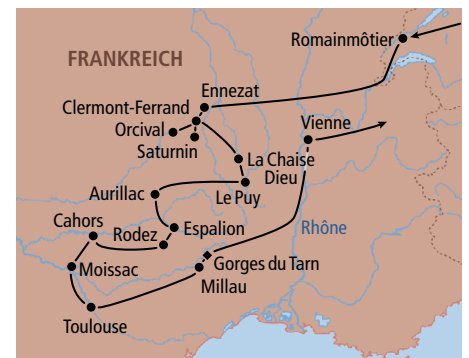 Romainmôtier
FRANKREICH
Ennezat
Clermont-Ferrand
Orcival
Vienne
Saturnin
La Chaise
Dieu
Aurillac
Le Puy
Cahors
Rodez
Espalion
Rhône
Gorges du Tarn
Moissac
Millau
Toulouse